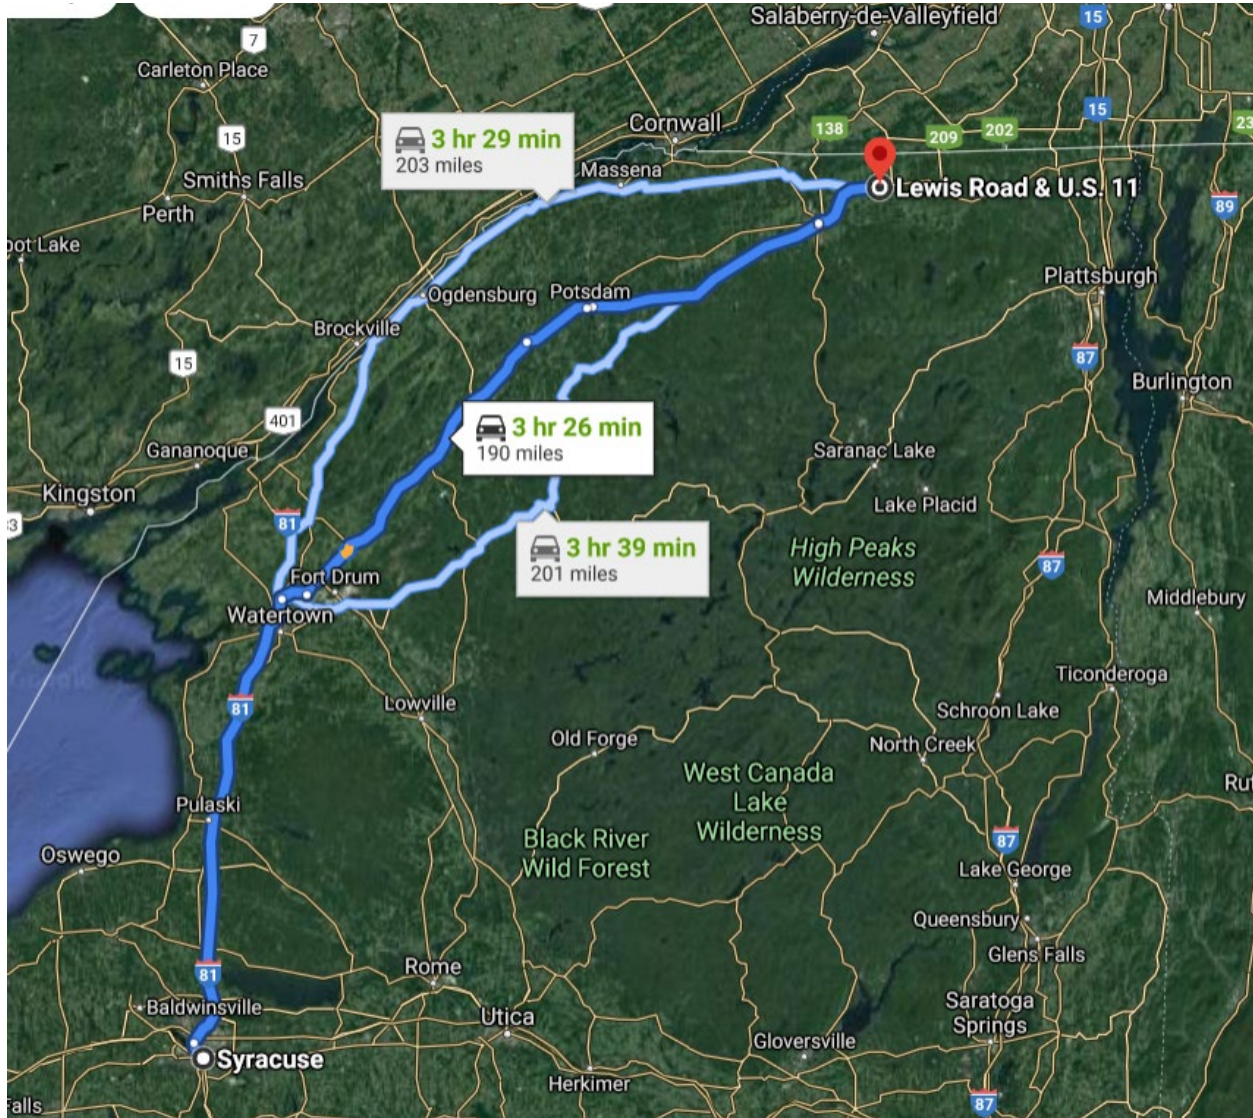 Salaberry-de-Valleyfield
15
7
Carleton Place
15
23
Cornwall
138
209
202
15
3 hr 29 min
203 miles
Massena
Smiths Falls
Lewis Road & U.S. 11
Perth
89
Lake
Plattsburgh
Ogdensburg
Potsdam
Brockville
15
87
Burlington
401
3 hr 26 min
190 miles
Gananoque
Saranac Lake
Kingston
Lake Placid
81
3 hr 39 min
201 miles
High Peaks
Wilderness
87
Fort Drum
Middlebury
Watertown
Ticonderoga
81
Lowville
Schroon Lake
Old Forge
North Creek
West Canada
Lake
Wilderness
Pulaski
Black River
Wild Forest
87
Oswego
Lake George
Queensbury
Glens Falls
81
Rome
Baldwinsville
Utica
Saratoga
Springs
Gloversville
Syracuse
Herkimer
Falls
87